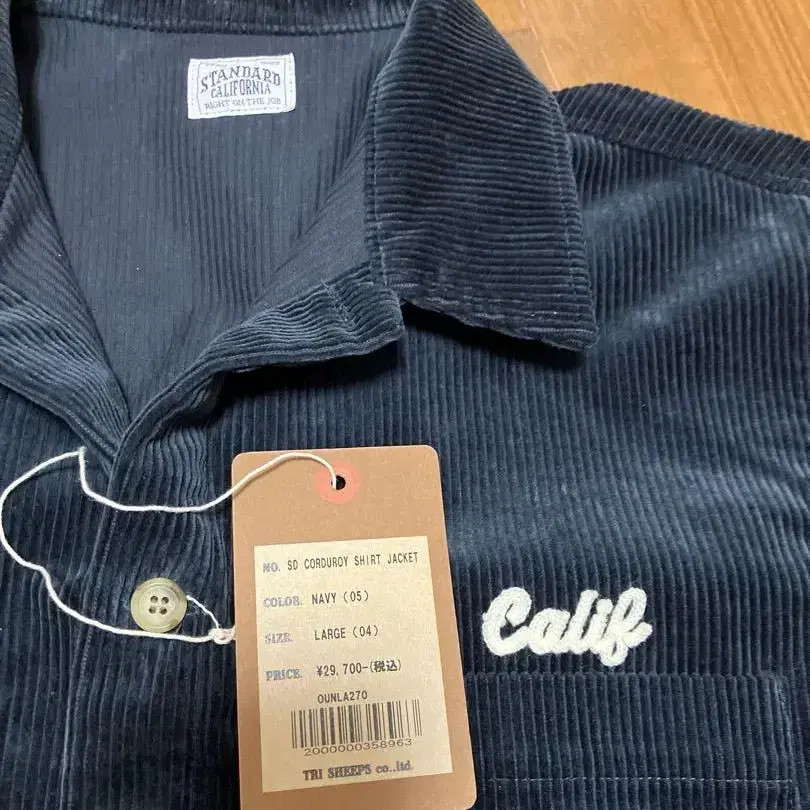 STANDARD
CALIFORNIA
RIGHT ON THE JOB
NO. SD CORDUROY SHIRT JACKET
COLOR. NAVY (05)
SIZE. LARGE (04)
PRICE. ¥29,700-(税込)
OUNLA270
2000000358963
TRI SHEEPS co.,ltd.
Calif.